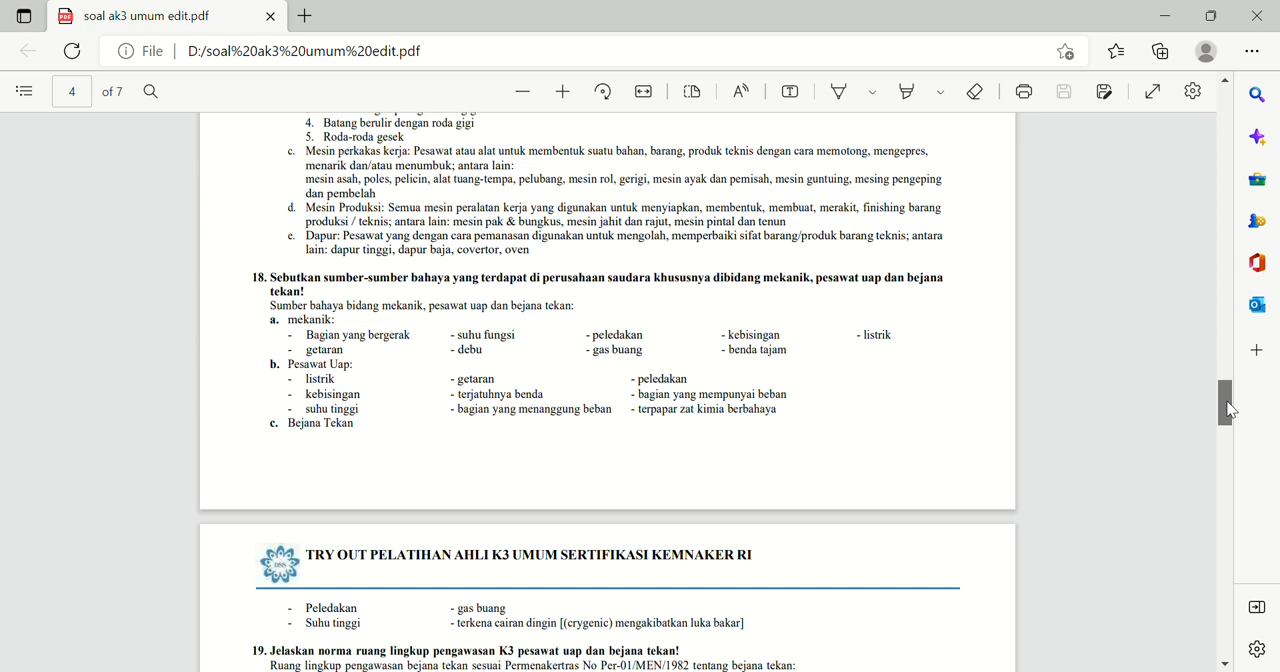 soal ak3 umum edit.pdf
File D:/soal%20ak3%20umum%20edit.pdf
4 of 7
4. Batang berulir dengan roda gigi
5. Roda-roda gesek
c. Mesin perkakas kerja: Pesawat atau alat untuk membentuk suatu bahan, barang, produk teknis dengan cara memotong, mengepres,
menarik dan/atau menumbuk; antara lain:
mesin asah, poles, pelicin, alat tuang-tempa, pelubang, mesin rol, gerigi, mesin ayak dan pemisah, mesin guntuing, mesing pengeping
dan pembelah
d. Mesin Produksi: Semua mesin peralatan kerja yang digunakan untuk menyiapkan, membentuk, membuat, merakit, finishing barang
produksi / teknis; antara lain: mesin pak & bungkus, mesin jahit dan rajut, mesin pintal dan tenun
e. Dapur: Pesawat yang dengan cara pemanasan digunakan untuk mengolah, memperbaiki sifat barang/produk barang teknis; antara
lain: dapur tinggi, dapur baja, covertor, oven
18. Sebutkan sumber-sumber bahaya yang terdapat di perusahaan saudara khususnya dibidang mekanik, pesawat uap dan bejana
tekan!
Sumber bahaya bidang mekanik, pesawat uap dan bejana tekan:
a. mekanik:
- Bagian yang bergerak - suhu fungsi - peledakan - kebisingan - listrik
- getaran - debu - gas buang - benda tajam
b. Pesawat Uap:
- listrik - getaran - peledakan
- kebisingan - terjatuhnya benda - bagian yang mempunyai beban
- suhu tinggi - bagian yang menanggung beban - terpapar zat kimia berbahaya
c. Bejana Tekan
DSS
TRY OUT PELATIHAN AHLI K3 UMUM SERTIFIKASI KEMNAKER RI
- Peledakan - gas buang
- Suhu tinggi - terkena cairan dingin [(crygenic) mengakibatkan luka bakar]
19. Jelaskan norma ruang lingkup pengawasan K3 pesawat uap dan bejana tekan!
Ruang lingkup pengawasan bejana tekan sesuai Permenakertras No Per-01/MEN/1982 tentang bejana tekan: